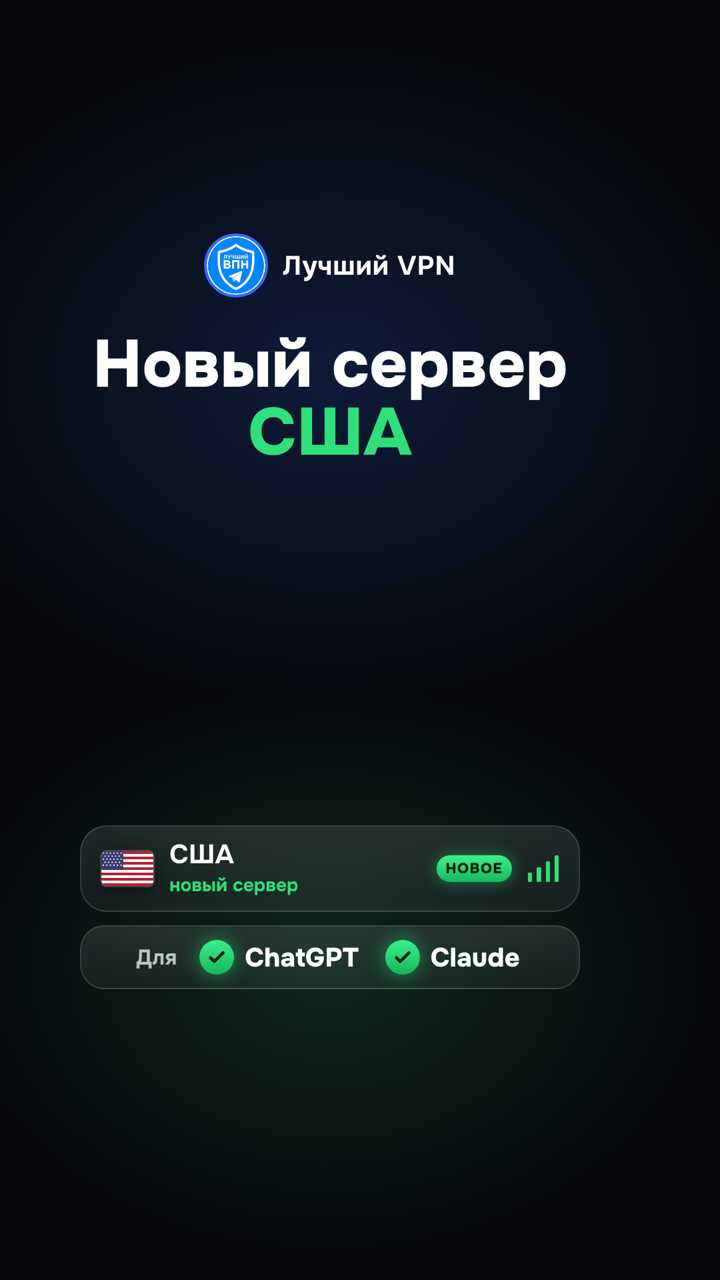 ЛУЧШИЙ
ВПН
Лучший VPN
Новый сервер
США
США
новый сервер
НОВОЕ
Для ChatGPT Claude